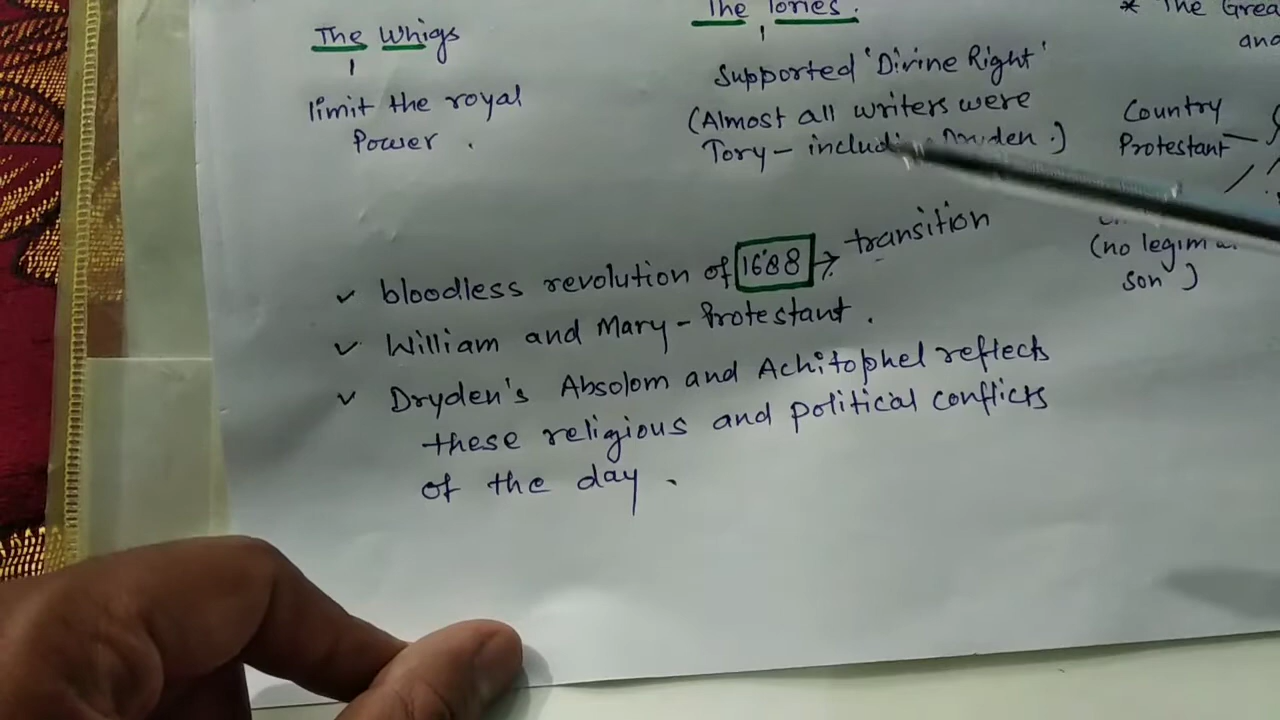 The Whigs
limit the royal
Power.
The Tories.
Supported 'Divine Right'
(Almost all writers were
Tory - including Dryden.)
* The Grea
and
Country
Protestant
(no legim
son)
✓ bloodless revolution of 1688 → transition
✓ William and Mary - Protestant.
✓ Dryden's Absolom and Achitophel reflects
these religious and political conflicts
of the day.